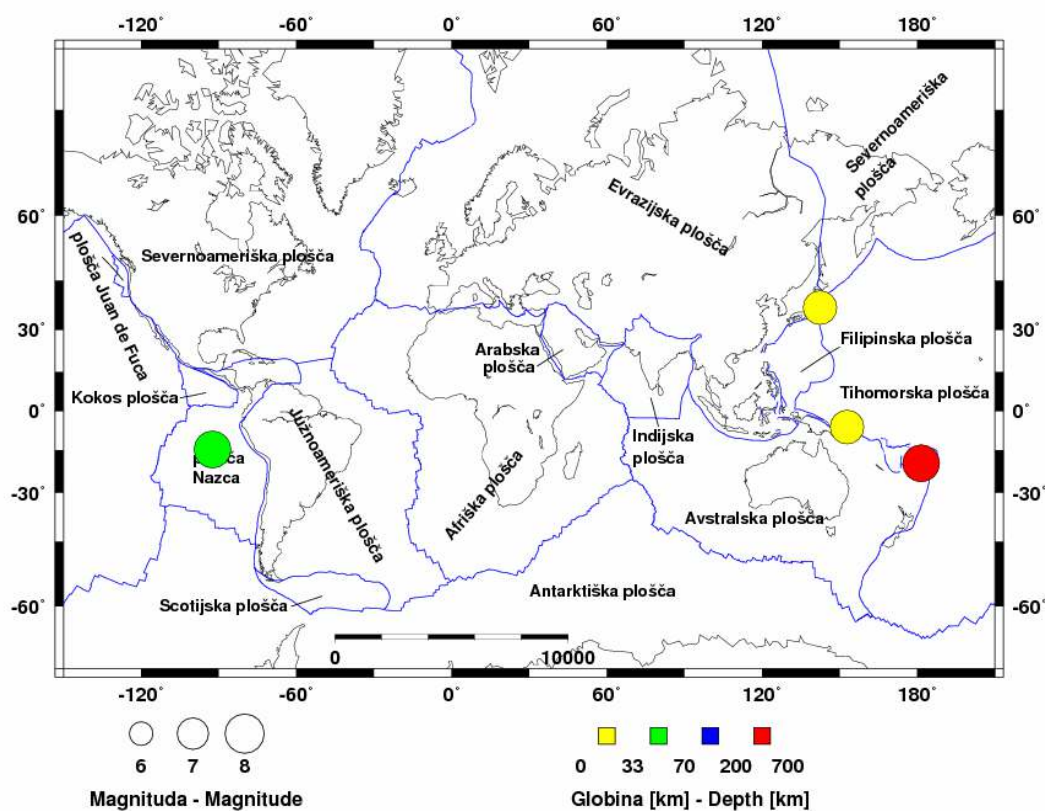 -120° -60° 0° 60° 120° 180°
Severnoameriška
plošča
Evrazijska plošča
60° 60°
Severnoameriška plošča
plošča Juan de Fuca
30° 30°
Filipinska plošča
Arabska
plošča
Tihomorska plošča
Kokos plošča
0° 0°
Južnoameriška plošča
Indijska
plošča
Nazca
-30° -30°
Afriška plošča
Avstralska plošča
Antarktiška plošča
Scotijska plošča
-60° -60°
0 10000
-120° -60° 0° 60° 120° 180°
6 7 8
0 33 70 200 700
Magnituda - Magnitude
Globina [km] - Depth [km]